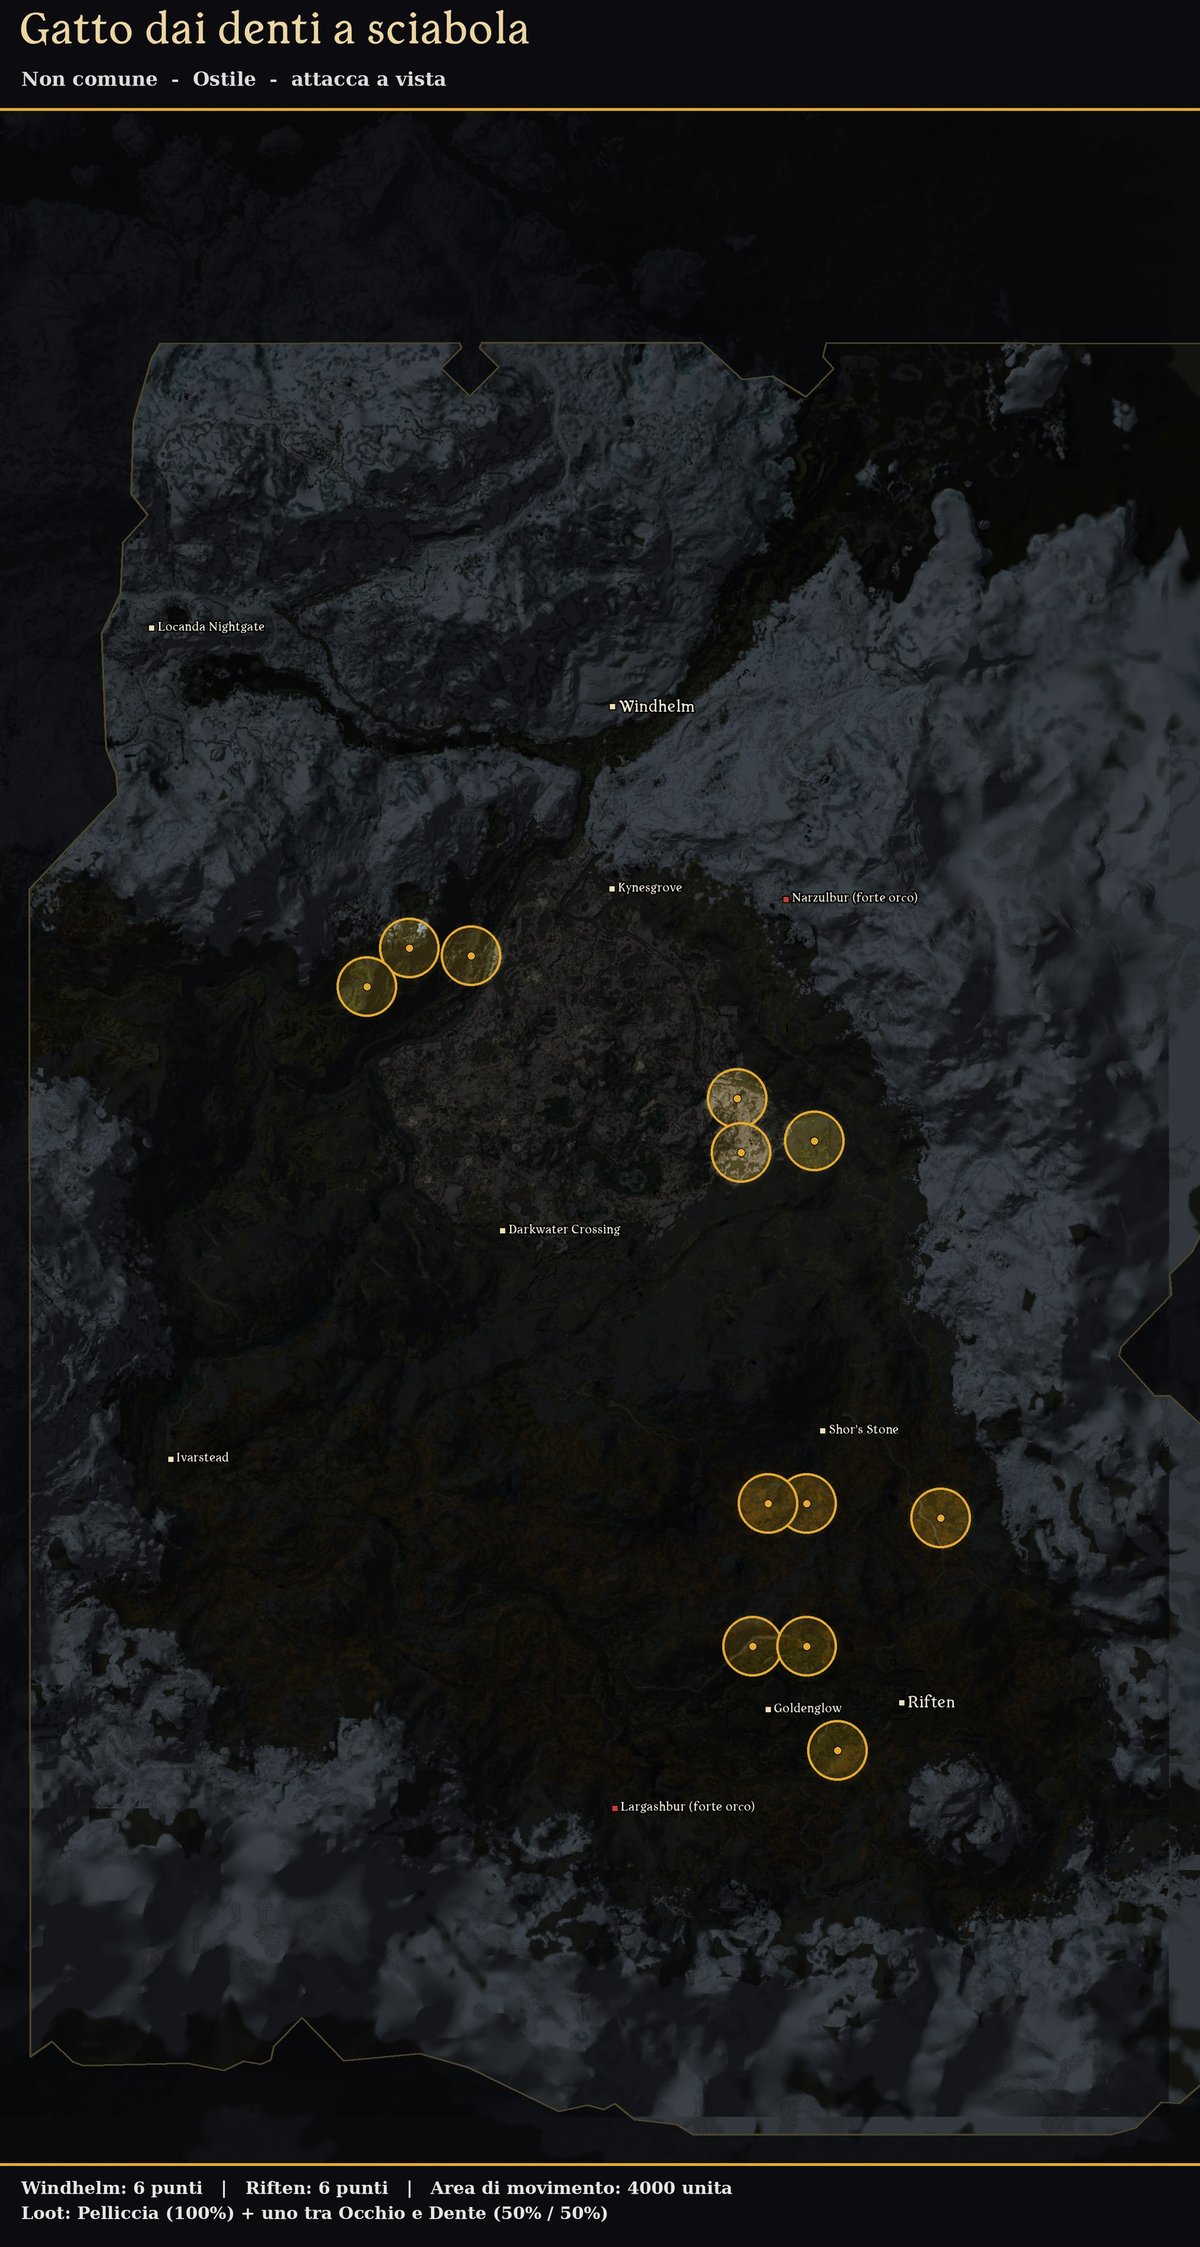 Gatto dai denti a sciabola
Non comune - Ostile - attacca a vista
Locanda Nightgate
Windhelm
Kynesgrove
Narzulbur (forte orco)
Darkwater Crossing
Shor's Stone
Ivarstead
Riften
Goldenglow
Largashbur (forte orco)
Windhelm: 6 punti | Riften: 6 punti | Area di movimento: 4000 unita
Loot: Pelliccia (100%) + uno tra Occhio e Dente (50% / 50%)